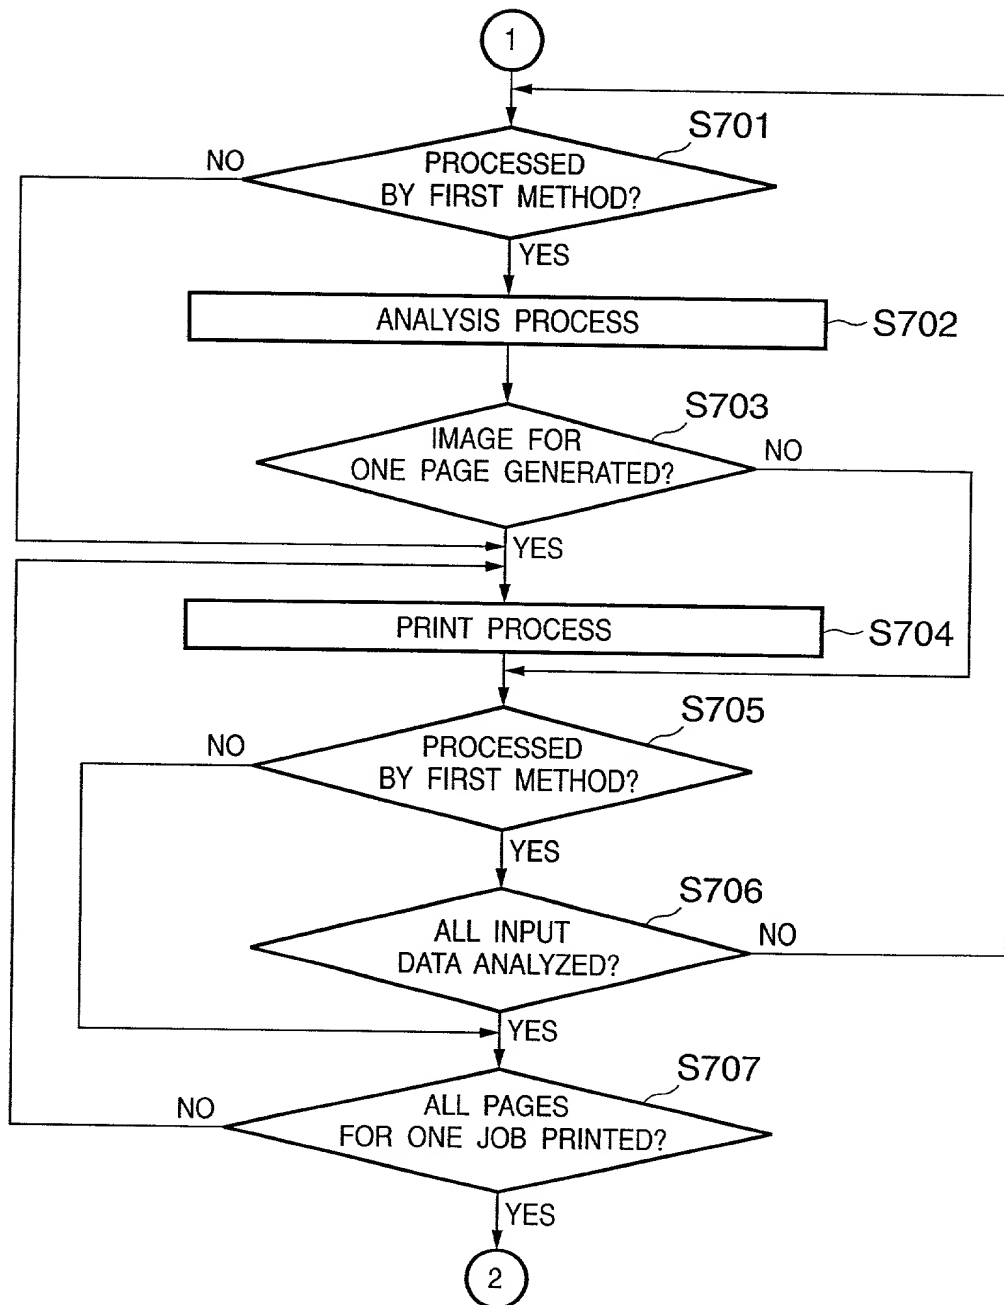 1
S701
NO
PROCESSED
BY FIRST METHOD?
YES
ANALYSIS PROCESS
S702
S703
IMAGE FOR
ONE PAGE GENERATED?
NO
YES
PRINT PROCESS
S704
S705
NO
PROCESSED
BY FIRST METHOD?
YES
S706
ALL INPUT
DATA ANALYZED?
NO
YES
S707
NO
ALL PAGES
FOR ONE JOB PRINTED?
YES
2